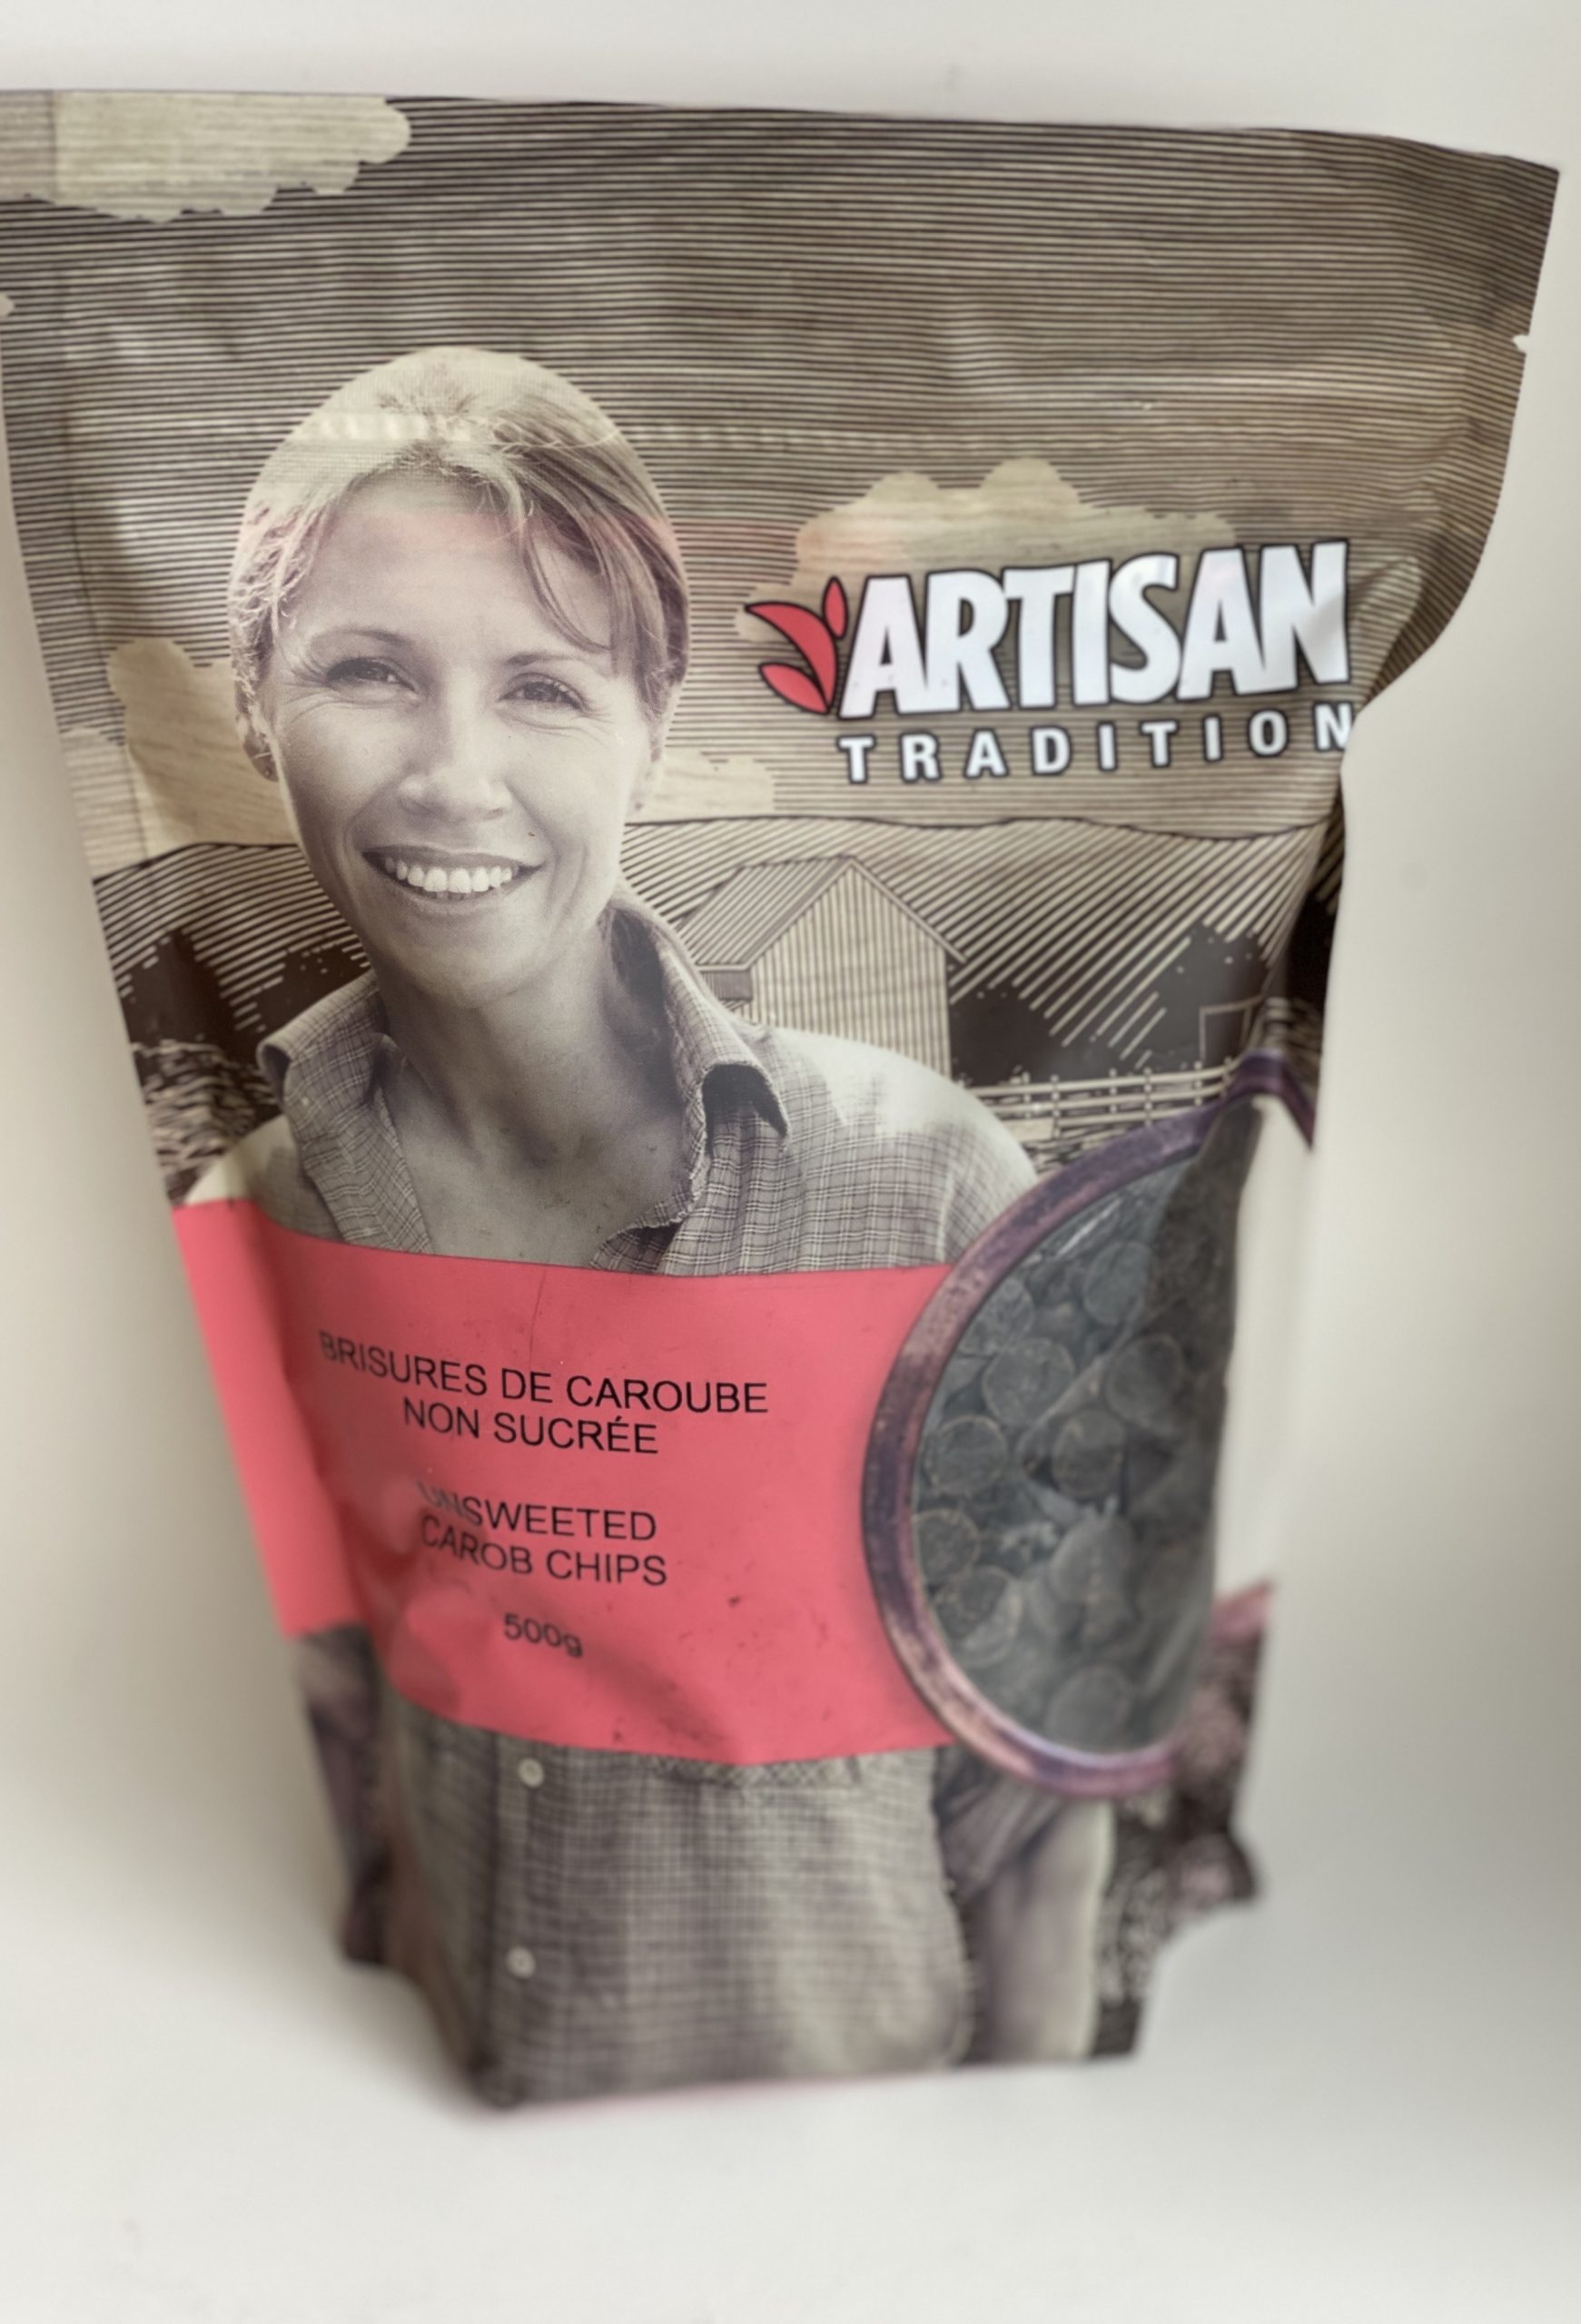 ARTISAN
TRADITION
BRISURES DE CAROUBE
NON SUCRÉE
UNSWEETED
CAROB CHIPS
500g